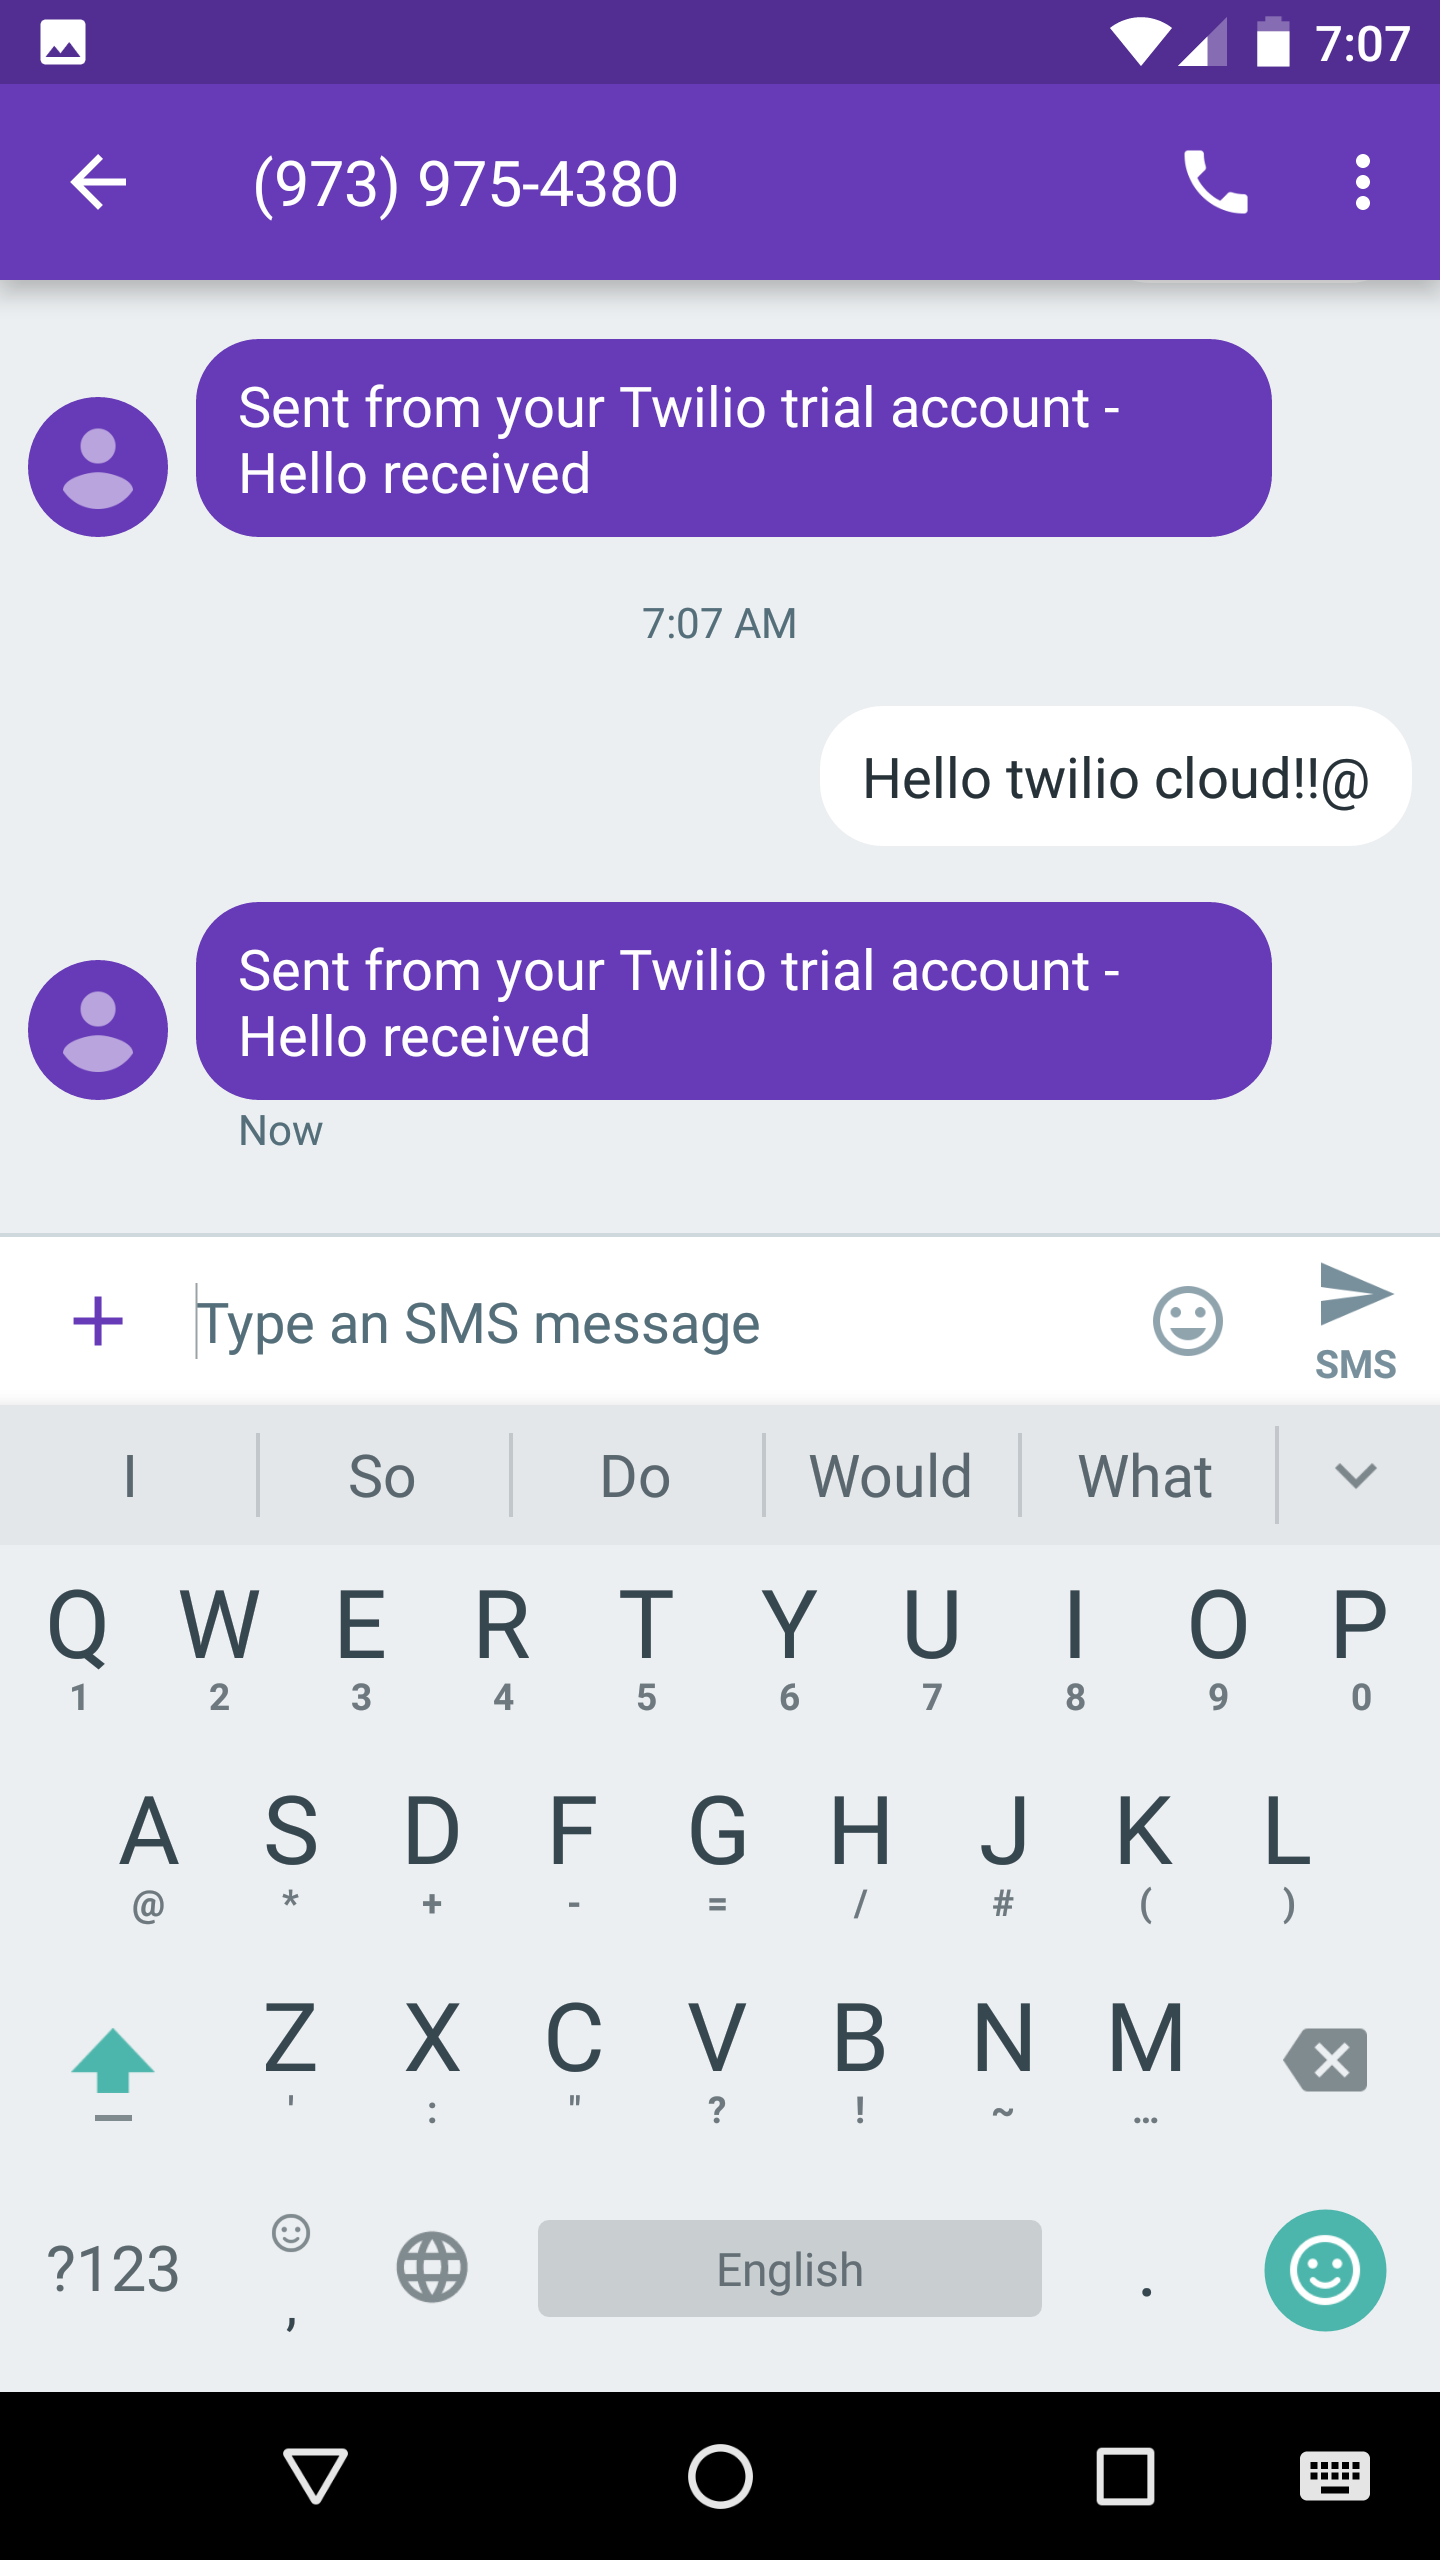 7:07
(973) 975-4380
Sent from your Twilio trial account -
Hello received
7:07 AM
Hello twilio cloud!!@
Sent from your Twilio trial account -
Hello received
Now
Type an SMS message
SMS
I So Do Would What
Q W E R T Y U I O P
1 2 3 4 5 6 7 8 9 0
A S D F G H J K L
@ * + - = / # ( )
Z X C V B N M
' : " ? ! ~ …
?123 , English .